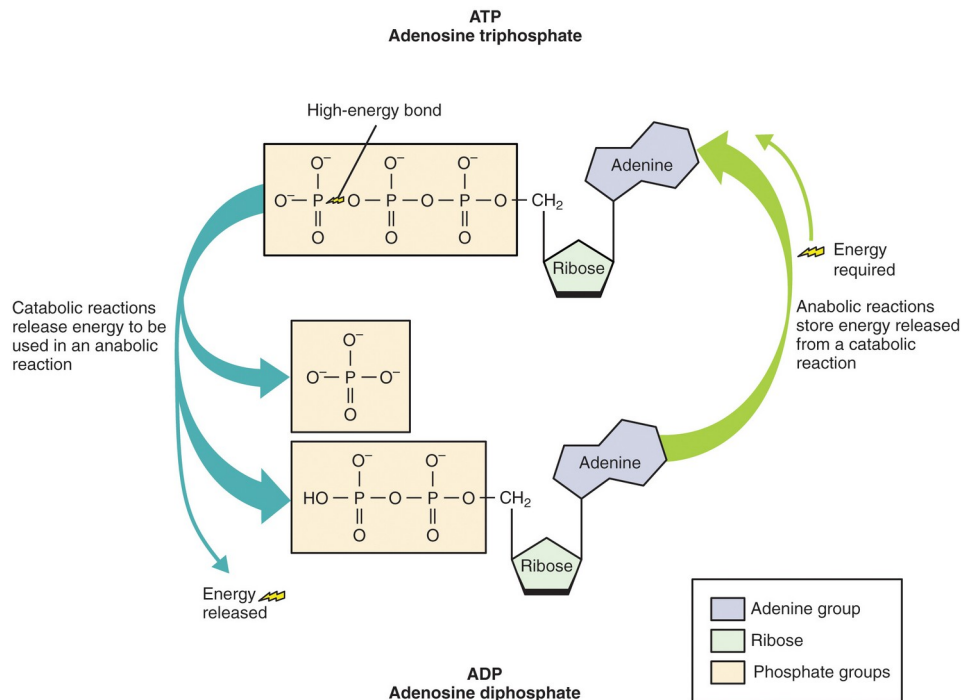 ATP
Adenosine triphosphate
High-energy bond
O⁻ O⁻ O⁻
O⁻ – P O – P – O – P – O – CH₂
O O O
Adenine
Ribose
Energy
required
Catabolic reactions
release energy to be
used in an anabolic
reaction
Anabolic reactions
store energy released
from a catabolic
reaction
O⁻
O⁻ – P – O⁻
O
Adenine
O⁻ O⁻
HO – P – O – P – O – CH₂
O O
Ribose
Energy
released
Adenine group
Ribose
Phosphate groups
ADP
Adenosine diphosphate